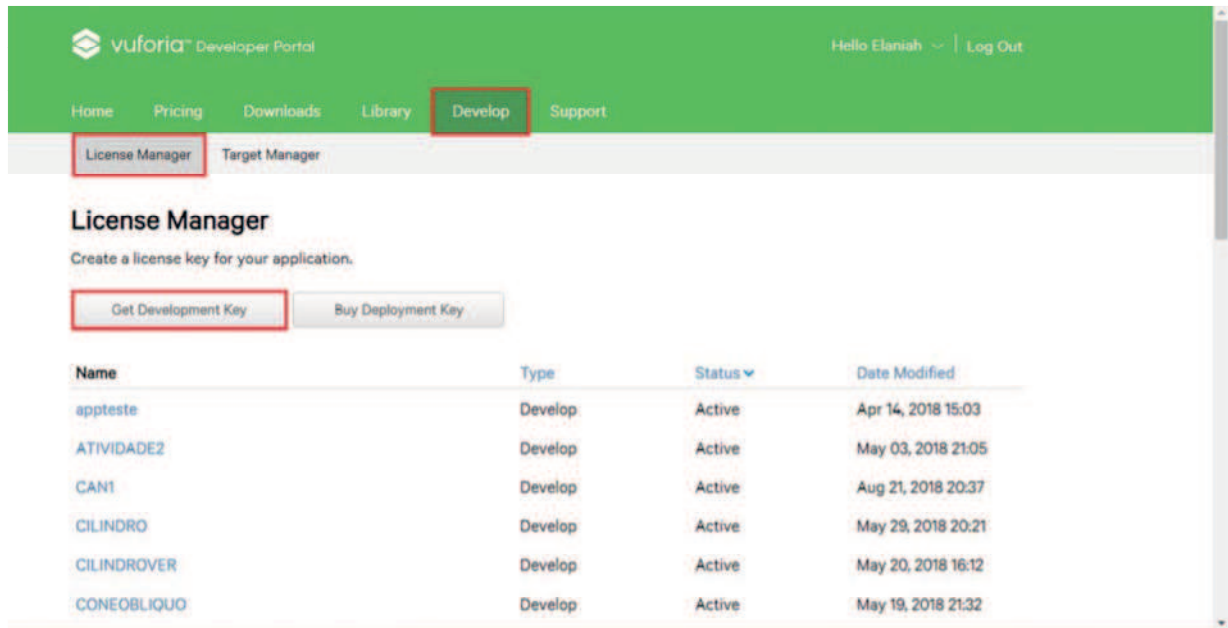 vuforia™ Developer Portal
Hello Elaniah | Log Out
Home Pricing Downloads Library Develop Support
License Manager Target Manager
License Manager
Create a license key for your application.
Get Development Key Buy Deployment Key
Name Type Status Date Modified
appteste Develop Active Apr 14, 2018 15:03
ATIVIDADE2 Develop Active May 03, 2018 21:05
CAN1 Develop Active Aug 21, 2018 20:37
CILINDRO Develop Active May 29, 2018 20:21
CILINDROVER Develop Active May 20, 2018 16:12
CONEOBLIQUO Develop Active May 19, 2018 21:32